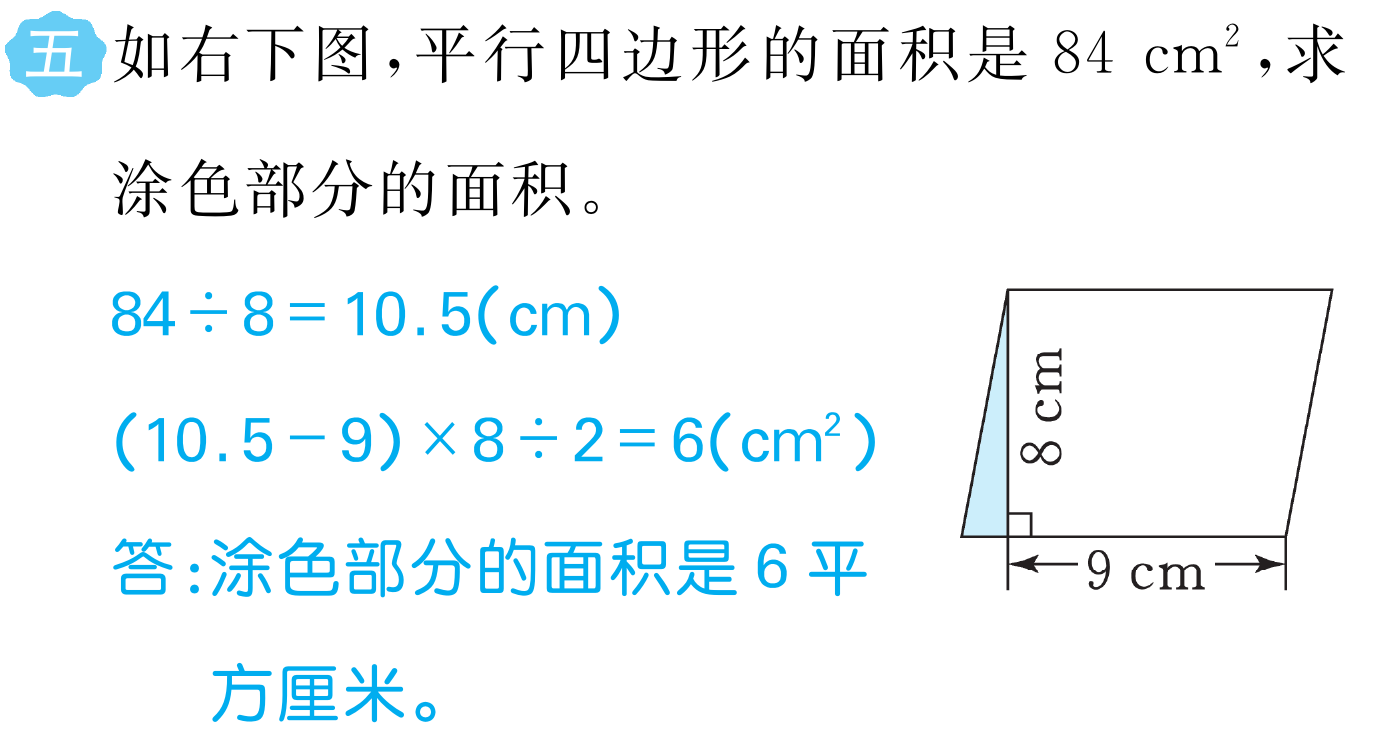 五 如右下图,平行四边形的面积是 84 cm²,求
涂色部分的面积。
84÷8=10.5(cm)
(10.5-9)×8÷2=6(cm²)
答:涂色部分的面积是 6 平
方厘米。
8 cm
9 cm